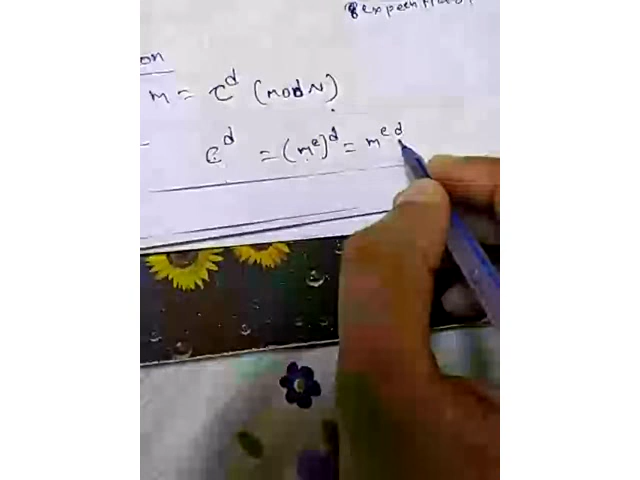 on
m = C^d (mod N)
C^d = (m^e)^d = m^ed